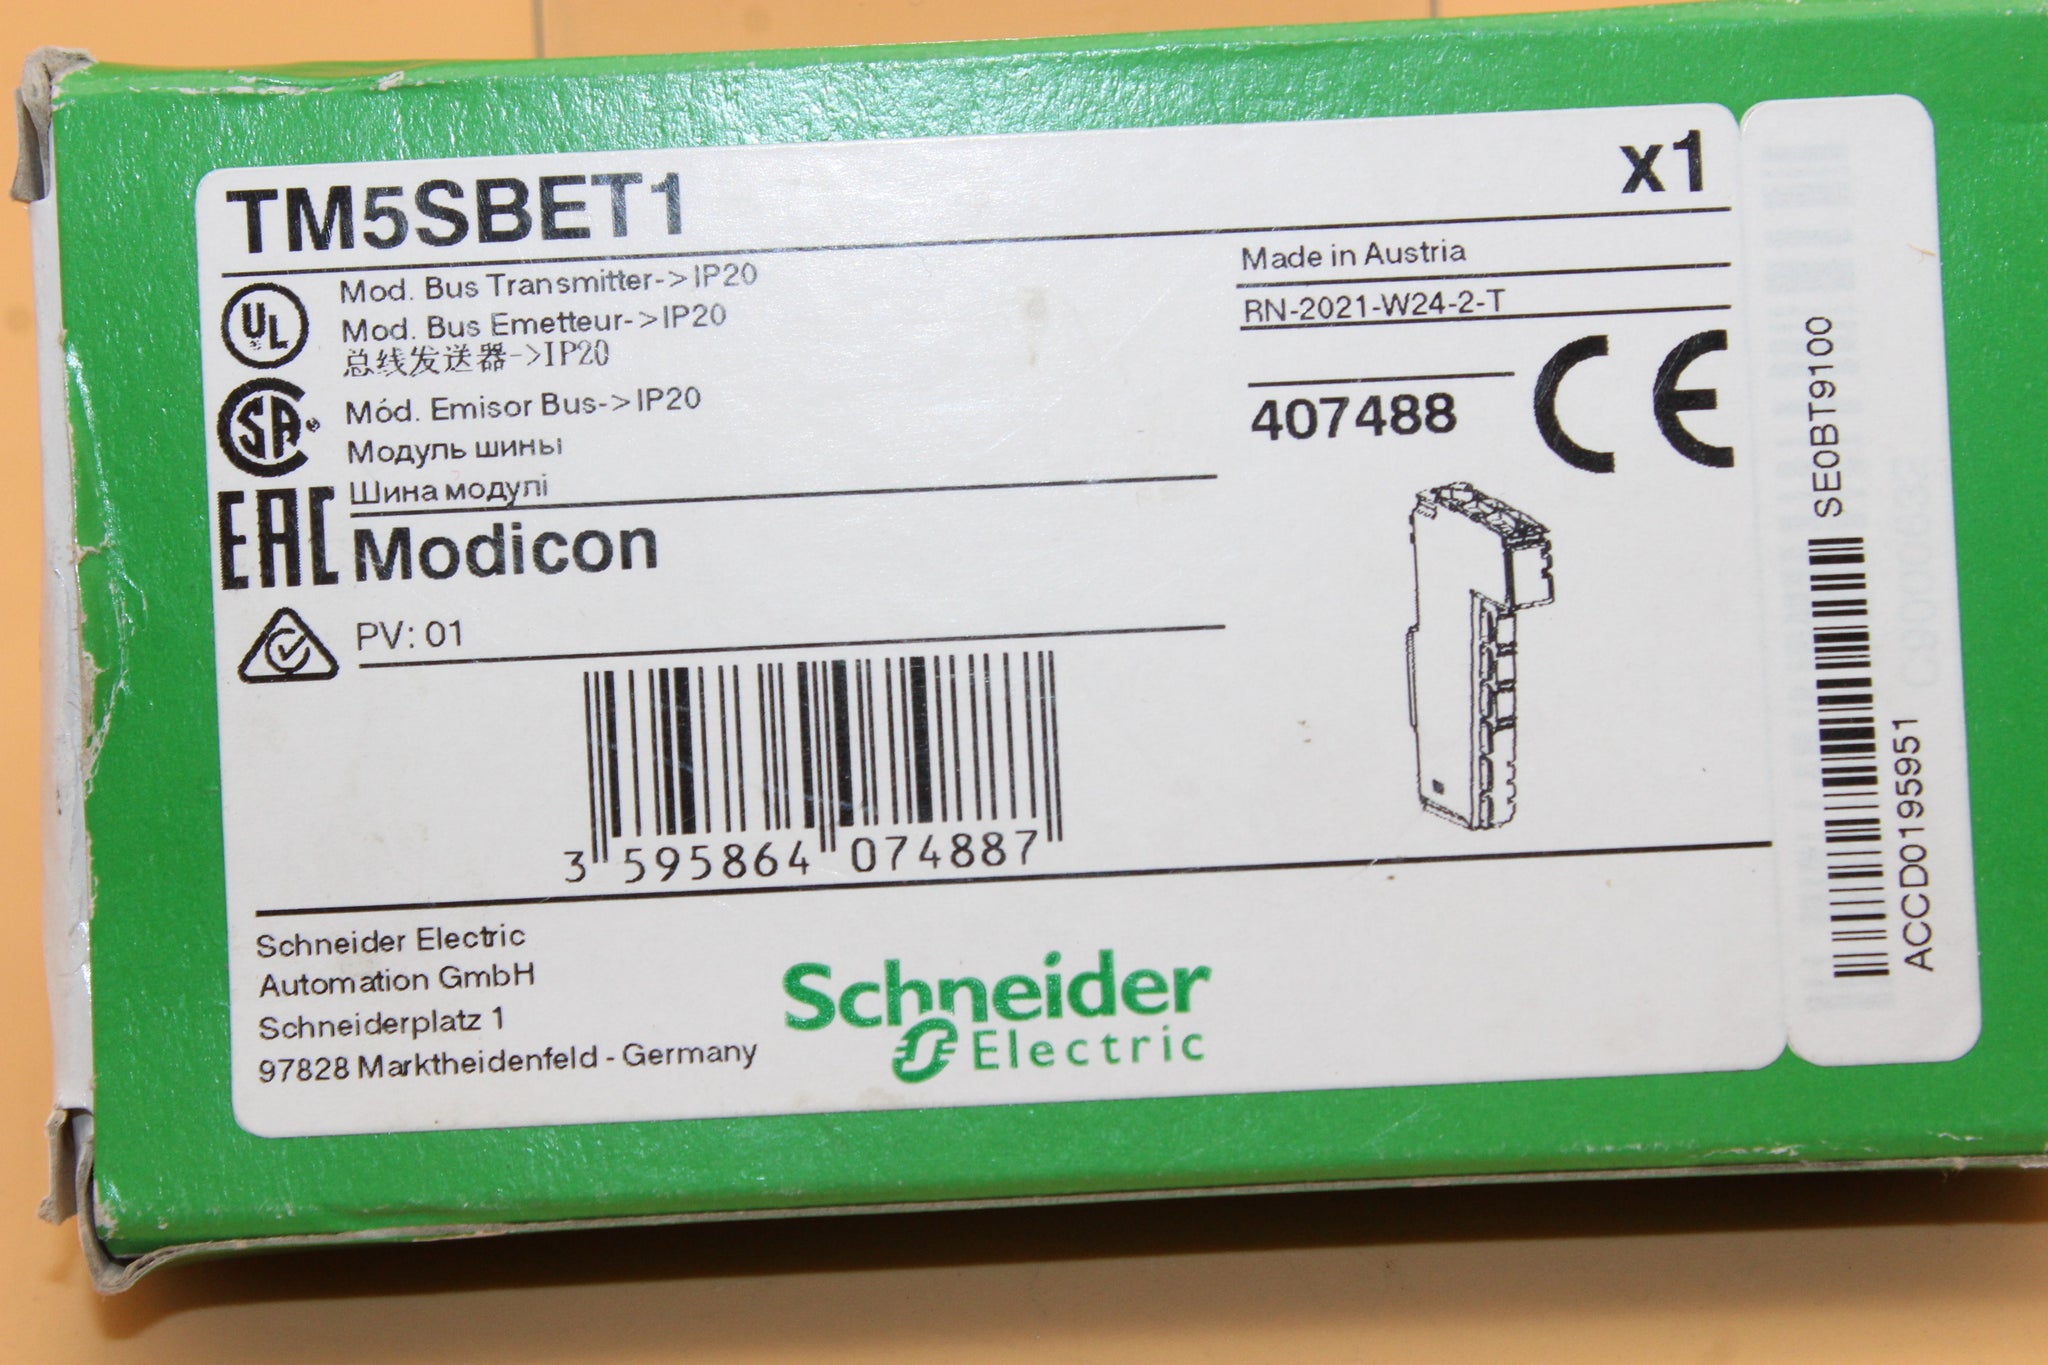 TM5SBET1
x1
Mod. Bus Transmitter->IP20
Mod. Bus Emetteur->IP20
总线发送器->IP20
Mód. Emisor Bus->IP20
Модуль шины
Шина модулі
Modicon
PV: 01
UL
SA
EAC
Made in Austria
RN-2021-W24-2-T
407488
CE
3 595864 074887
Schneider Electric
Automation GmbH
Schneiderplatz 1
97828 Marktheidenfeld - Germany
Schneider
Electric
SE0BT9100
ACCD0195951